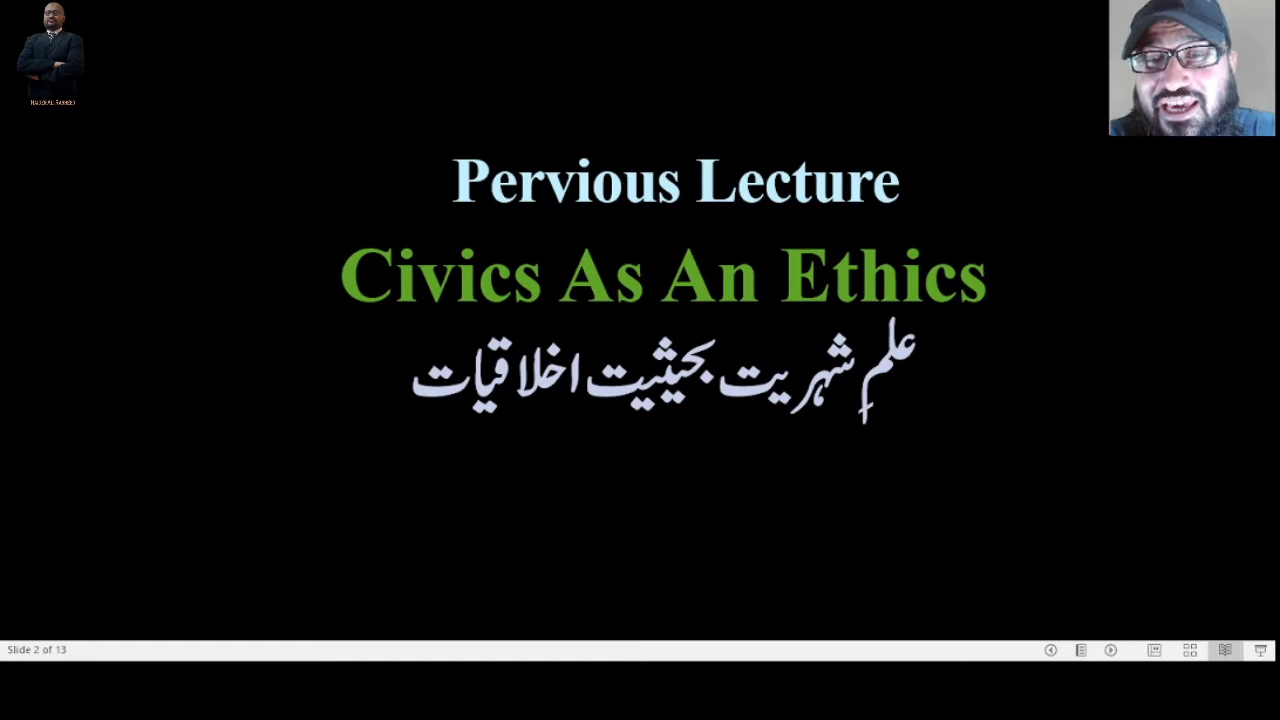 Pervious Lecture
Civics As An Ethics
علمِ شہریت بحیثیت اخلاقیات
Slide 2 of 13